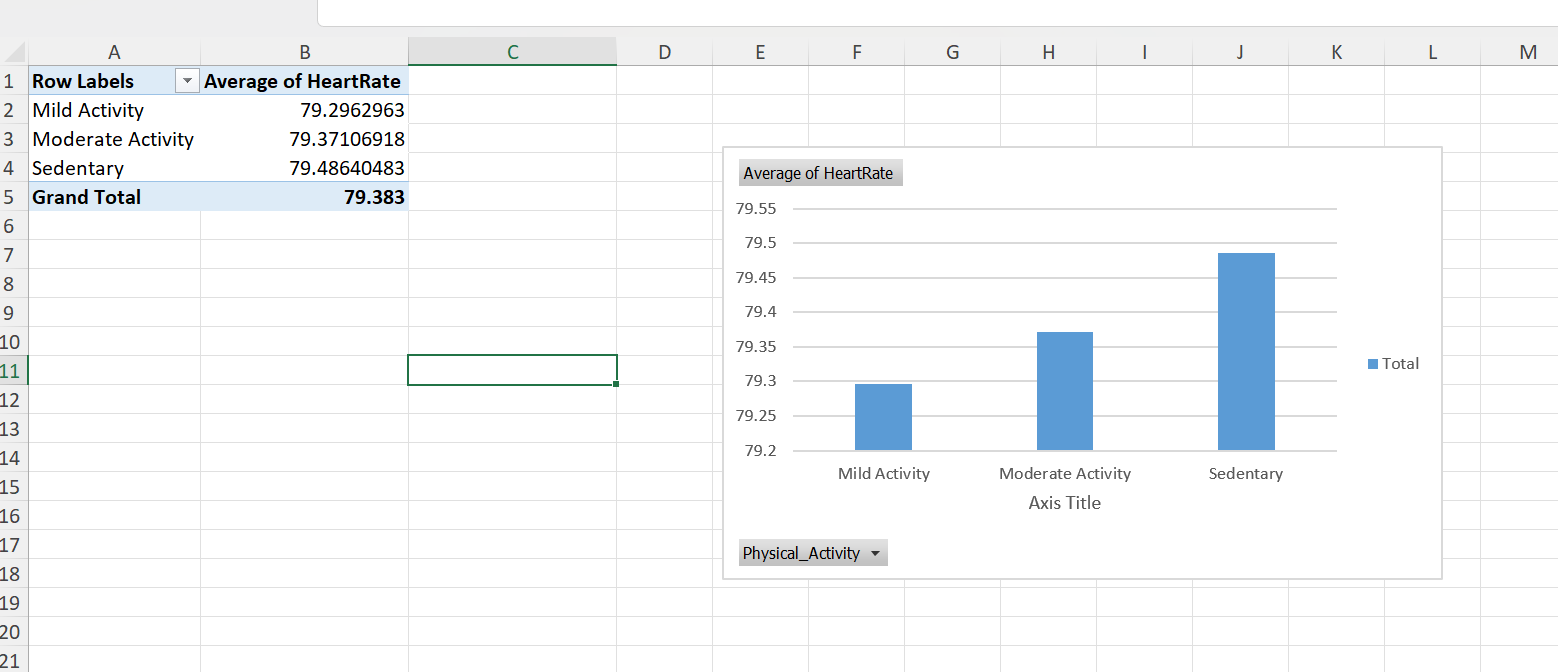 A B C D E F G H I J K L M
1 Row Labels Average of HeartRate
2 Mild Activity 79.2962963
3 Moderate Activity 79.37106918
4 Sedentary 79.48640483
5 Grand Total 79.383
6
7
8
9
10
11
12
13
14
15
16
17
18
19
20
21
Average of HeartRate
79.55
79.5
79.45
79.4
79.35
79.3
79.25
79.2
Mild Activity Moderate Activity Sedentary
Axis Title
Total
Physical_Activity